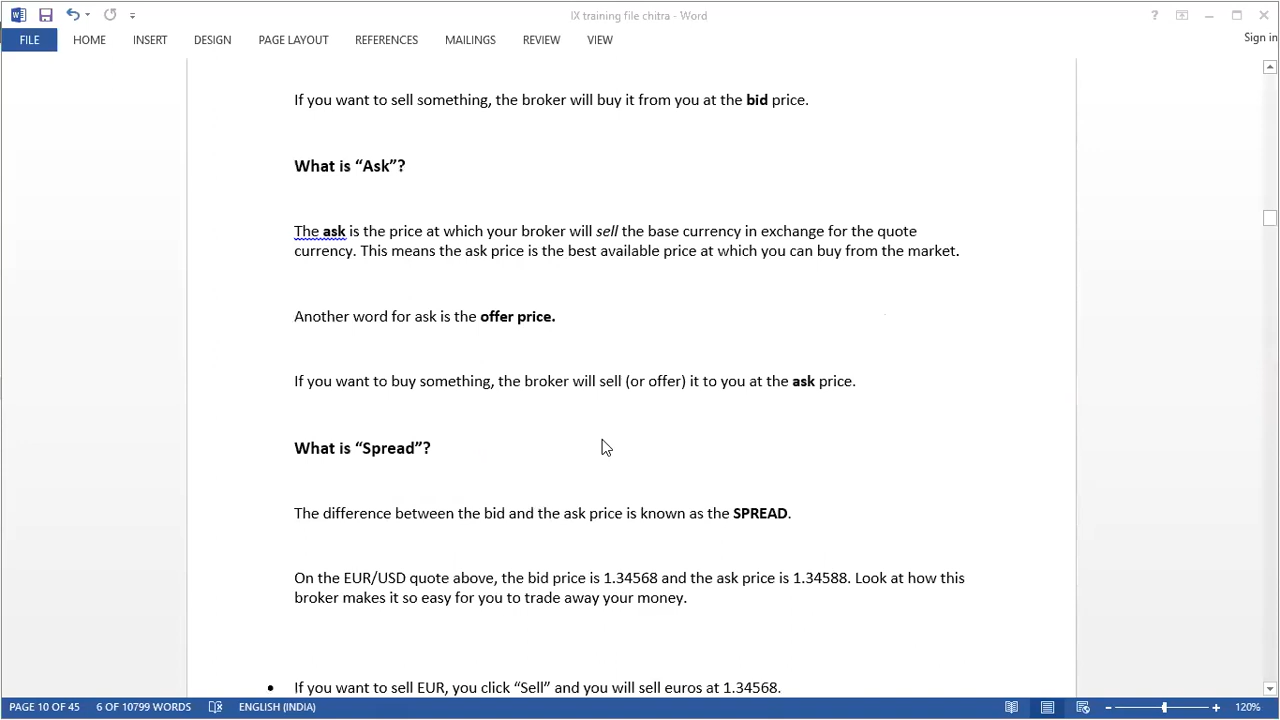 IX training file chitra - Word
?
FILE HOME INSERT DESIGN PAGE LAYOUT REFERENCES MAILINGS REVIEW VIEW
Sign in
If you want to sell something, the broker will buy it from you at the bid price.
What is “Ask”?
The ask is the price at which your broker will sell the base currency in exchange for the quote
currency. This means the ask price is the best available price at which you can buy from the market.
Another word for ask is the offer price.
If you want to buy something, the broker will sell (or offer) it to you at the ask price.
What is “Spread”?
The difference between the bid and the ask price is known as the SPREAD.
On the EUR/USD quote above, the bid price is 1.34568 and the ask price is 1.34588. Look at how this
broker makes it so easy for you to trade away your money.
• If you want to sell EUR, you click “Sell” and you will sell euros at 1.34568.
PAGE 10 OF 45 6 OF 10799 WORDS ENGLISH (INDIA) 120%